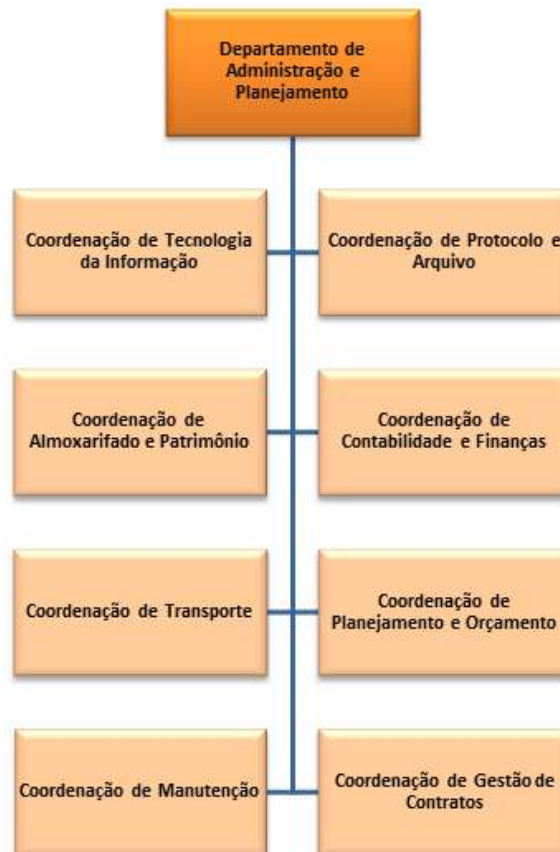 Departamento de
Administração e
Planejamento
Coordenação de Tecnologia
da Informação
Coordenação de Protocolo e
Arquivo
Coordenação de
Almoxarifado e Patrimônio
Coordenação de
Contabilidade e Finanças
Coordenação de Transporte
Coordenação de
Planejamento e Orçamento
Coordenação de Manutenção
Coordenação de Gestão de
Contratos